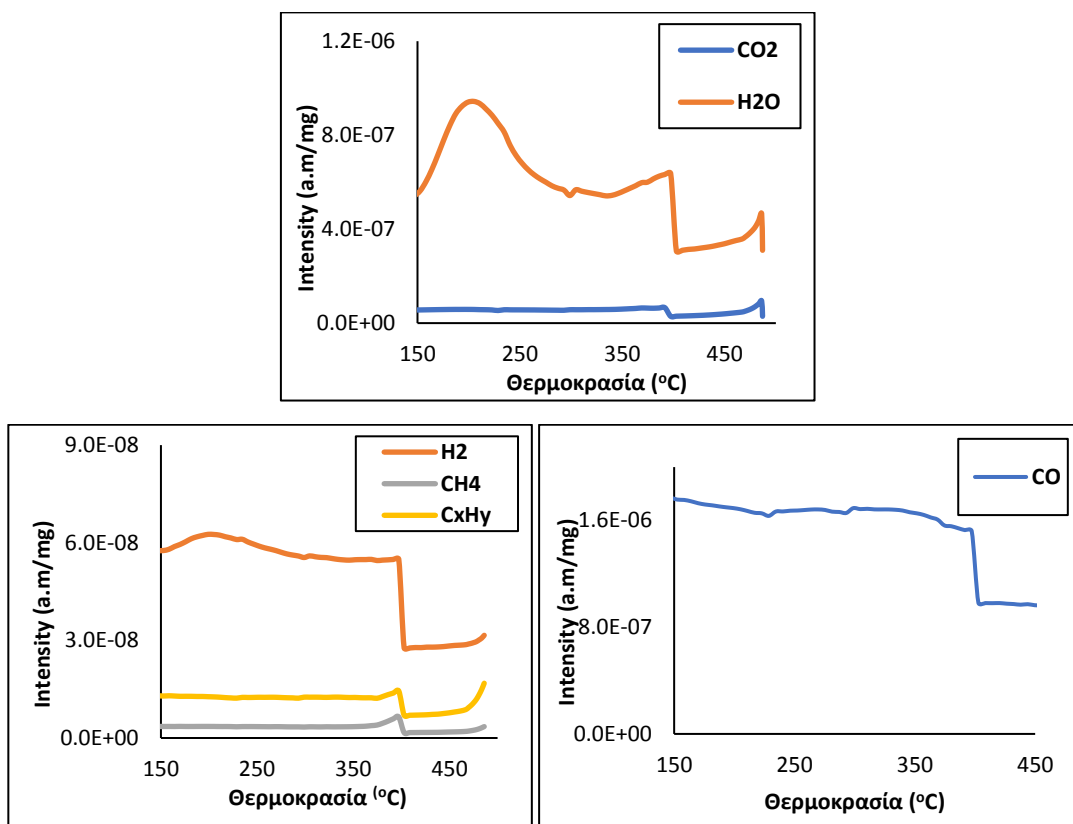 1.2E-06
8.0E-07
4.0E-07
0.0E+00
Intensity (a.m/mg)
CO2
H2O
150 250 350 450
Θερμοκρασία (ᵒC)
9.0E-08
6.0E-08
3.0E-08
0.0E+00
Intensity (a.m/mg)
H2
CH4
CxHy
150 250 350 450
Θερμοκρασία (ᵒC)
1.6E-06
8.0E-07
0.0E+00
Intensity (a.m/mg)
CO
150 250 350 450
Θερμοκρασία (ᵒC)